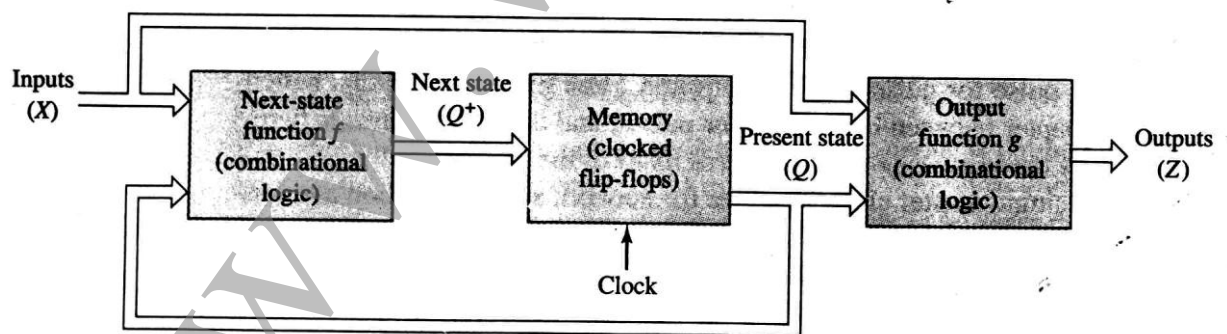 Inputs
(X)
Next-state
function f
(combinational
logic)
Next state
(Q⁺)
Memory
(clocked
flip-flops)
Clock
Present state
(Q)
Output
function g
(combinational
logic)
Outputs
(Z)